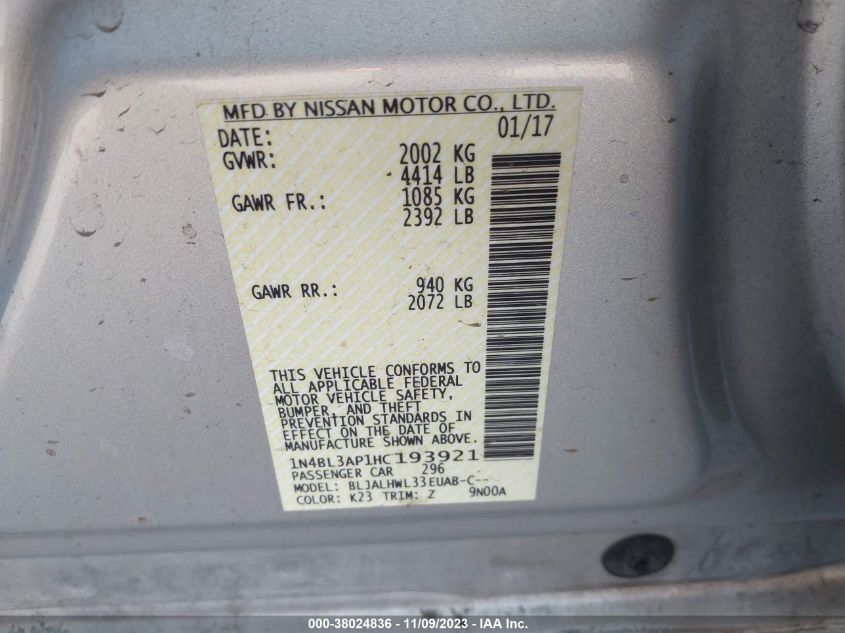 MFD.BY NISSAN MOTOR CO., LTD.
DATE: 01/17
GVWR: 2002 KG
4414 LB
GAWR FR.: 1085 KG
2392 LB
GAWR RR.: 940 KG
2072 LB
THIS VEHICLE CONFORMS TO
ALL APPLICABLE FEDERAL
MOTOR VEHICLE SAFETY,
BUMPER, AND THEFT
PREVENTION STANDARDS IN
EFFECT ON THE DATE OF
MANUFACTURE SHOWN ABOVE.
1N4BL3AP1HC193921
PASSENGER CAR 296
MODEL: BLJALHWL33EUAB-C--
COLOR: K23 TRIM: Z 9N00A
000-38024836 - 11/09/2023 - IAA Inc.